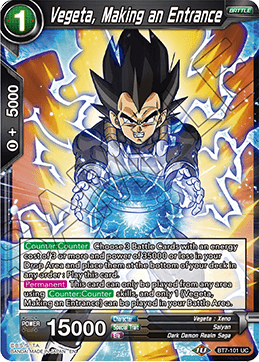 1
Vegeta, Making an Entrance
BATTLE
0 + 5000
Counter:Counter Choose 3 Battle Cards with an energy
cost of 3 or more and power of 35000 or less in your
Drop Area and place them at the bottom of your deck in
any order : Play this card.
Permanent This card can only be played from any area
using Counter:Counter skills, and only 1 [Vegeta,
Making an Entrance] can be played in your Battle Area.
POWER 15000
Character Vegeta : Xeno
Special Trait Saiyan
Era Dark Demon Realm Saga
BT7-101 UC